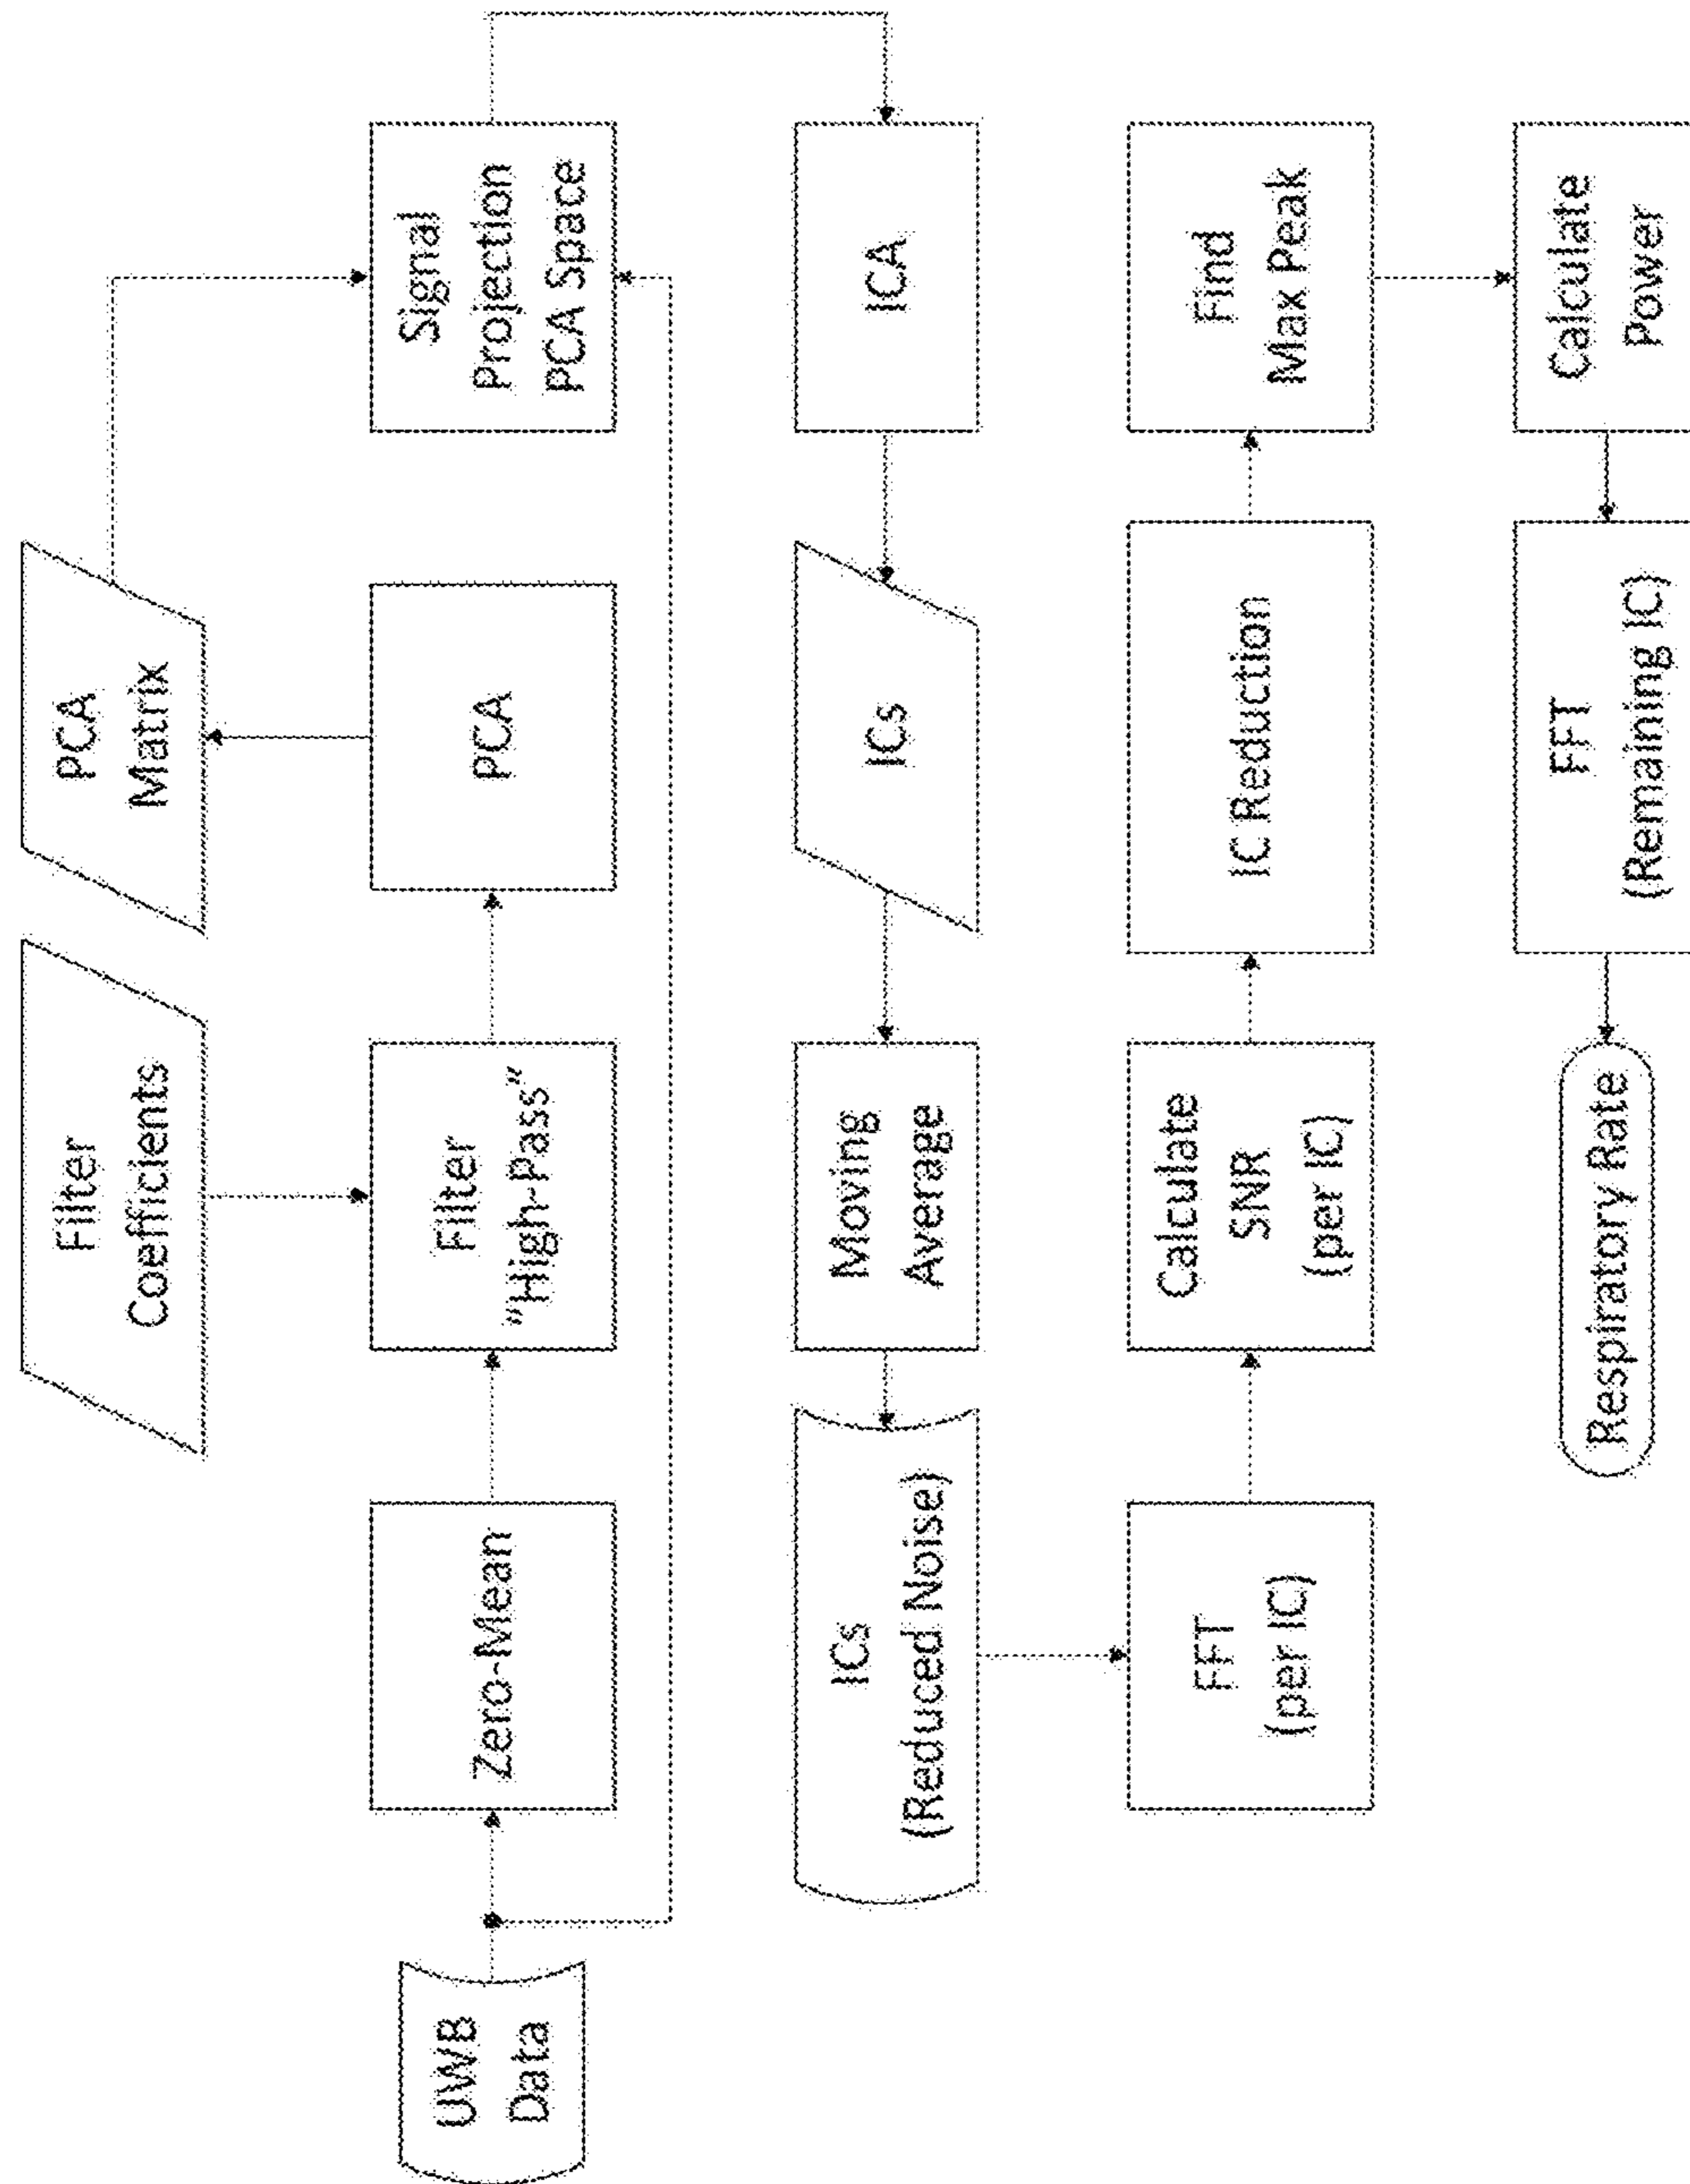 Filter
Coefficients
PCA
Matrix
UWB
Data
Zero-Mean
Filter
"High-Pass"
PCA
Signal
Projection
PCA Space
ICs
(Reduced Noise)
Moving
Average
ICs
ICA
FFT
(per IC)
Calculate
SNR
(per IC)
IC Reduction
Find
Max Peak
Respiratory Rate
FFT
(Remaining IC)
Calculate
Power